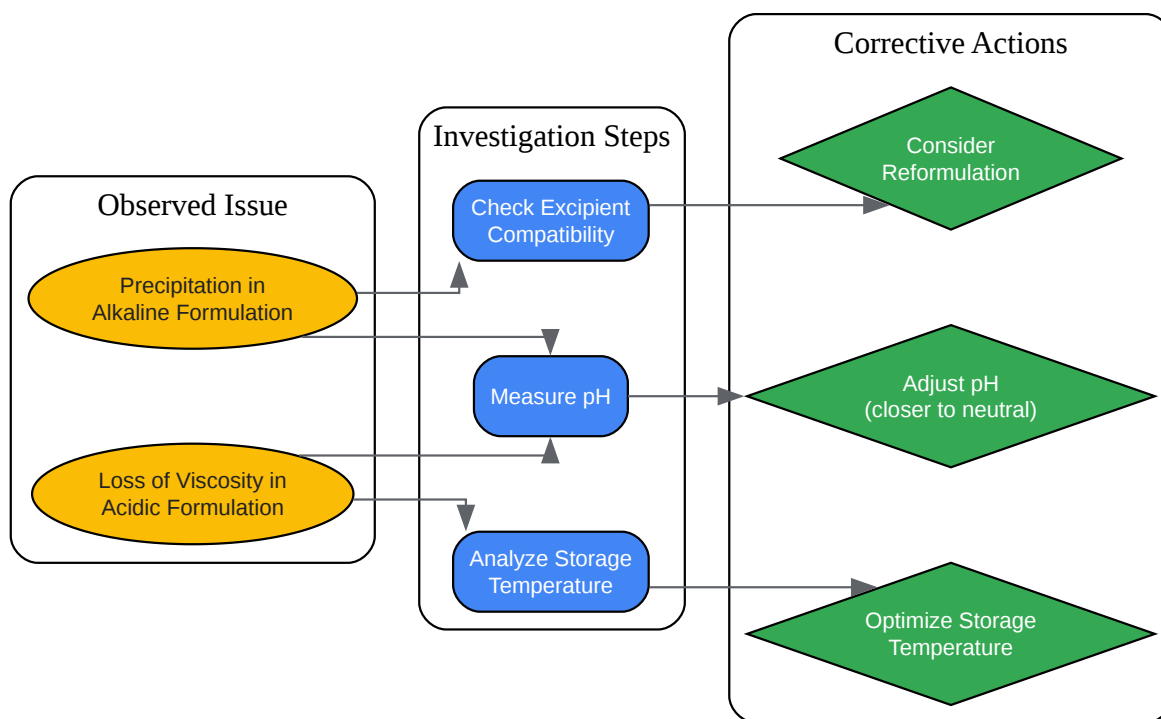 Observed Issue
Precipitation in
Alkaline Formulation
Loss of Viscosity in
Acidic Formulation
Investigation Steps
Check Excipient
Compatibility
Measure pH
Analyze Storage
Temperature
Corrective Actions
Consider
Reformulation
Adjust pH
(closer to neutral)
Optimize Storage
Temperature